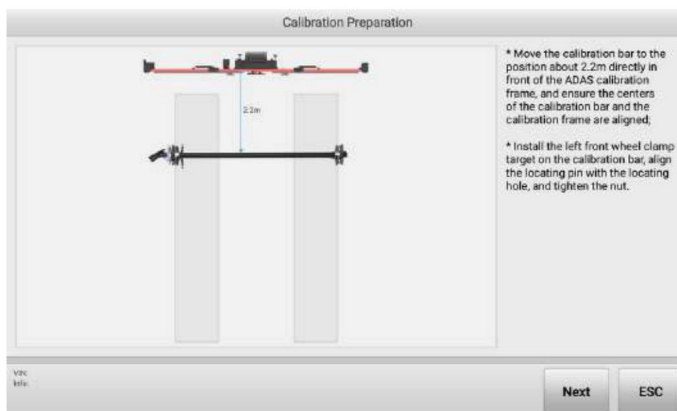 Calibration Preparation
* Move the calibration bar to the
position about 2.2m directly in
front of the ADAS calibration
frame, and ensure the centers
of the calibration bar and the
calibration frame are aligned;
* Install the left front wheel clamp
target on the calibration bar, align
the locating pin with the locating
hole, and tighten the nut.
2.2m
VIN:
Info:
Next
ESC